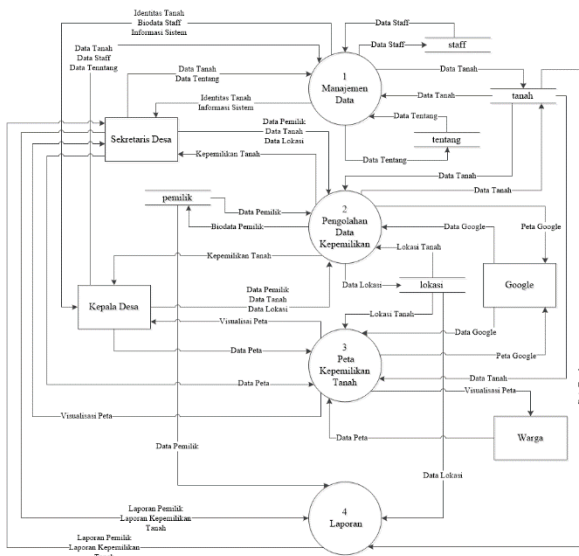 Identitas Tanah
Biodata Staff
Informasi Sistem
Data Tanah
Data Staff
Data Tenntang
Data Tanah
Data Tentang
Identitas Tanah
Informasi Sistem
Data Staff
Data Staff
staff
1
Manajemen
Data
Data Tanah
Data Tanah
tanah
Data Tentang
tentang
Data Tentang
Data Tanah
Data Tanah
Sekretaris Desa
Data Pemilik
Data Tanah
Data Lokasi
Kepemilikan Tanah
pemilik
Data Pemilik
Biodata Pemilik
2
Pengolahan
Data
Kepemilikan
Data Google
Peta Google
Lokasi Tanah
Kepemilikan Tanah
Data Lokasi
lokasi
Google
Kepala Desa
Data Pemilik
Data Tanah
Data Lokasi
Visualisasi Peta
Lokasi Tanah
Data Google
Data Peta
3
Peta
Kepemilikan
Tanah
Peta Google
Data Peta
Data Tanah
Visualisasi Peta
Visualisasi Peta
Data Peta
Warga
Data Pemilik
Data Lokasi
4
Laporan
Laporan Pemilik
Laporan Kepemilikan
Tanah
Laporan Pemilik
Laporan Kepemilikan
Tanah